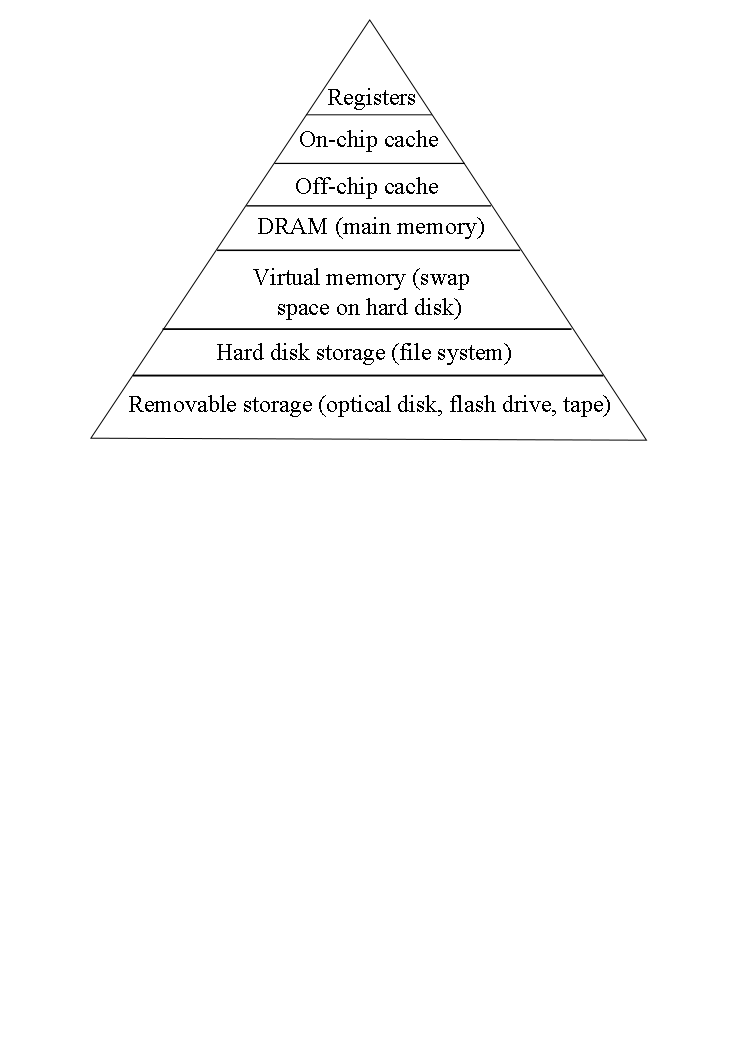 Registers
On-chip cache
Off-chip cache
DRAM (main memory)
Virtual memory (swap
space on hard disk)
Hard disk storage (file system)
Removable storage (optical disk, flash drive, tape)